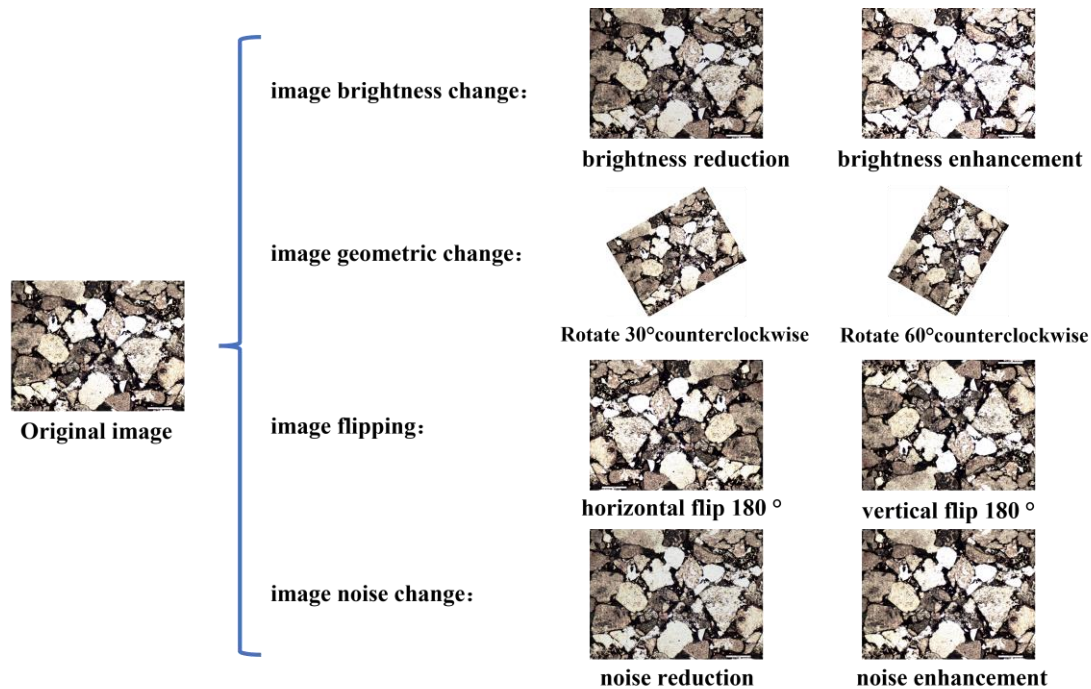 image brightness change：
brightness reduction
brightness enhancement
image geometric change：
Rotate 30°counterclockwise
Rotate 60°counterclockwise
Original image
image flipping：
horizontal flip 180 °
vertical flip 180 °
image noise change：
noise reduction
noise enhancement